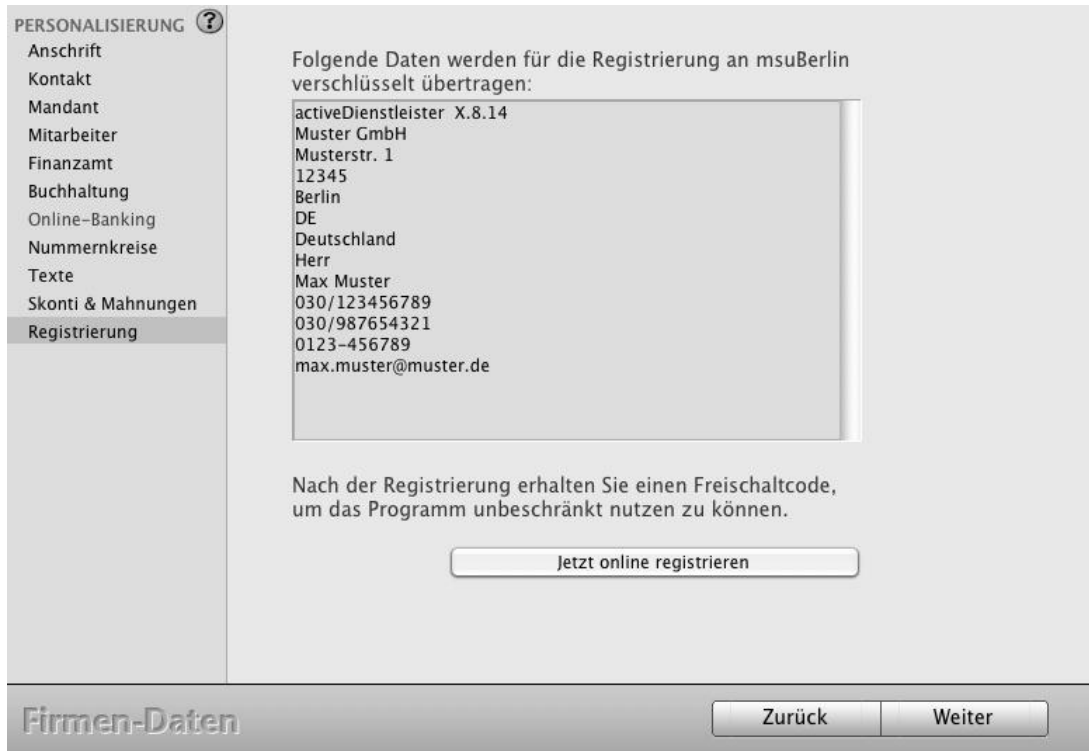 PERSONALISIERUNG ?
Anschrift
Kontakt
Mandant
Mitarbeiter
Finanzamt
Buchhaltung
Online-Banking
Nummernkreise
Texte
Skonti & Mahnungen
Registrierung
Folgende Daten werden für die Registrierung an msuBerlin
verschlüsselt übertragen:
activeDienstleister X.8.14
Muster GmbH
Musterstr. 1
12345
Berlin
DE
Deutschland
Herr
Max Muster
030/123456789
030/987654321
0123-456789
max.muster@muster.de
Nach der Registrierung erhalten Sie einen Freischaltcode,
um das Programm unbeschränkt nutzen zu können.
Jetzt online registrieren
Firmen-Daten
Zurück
Weiter